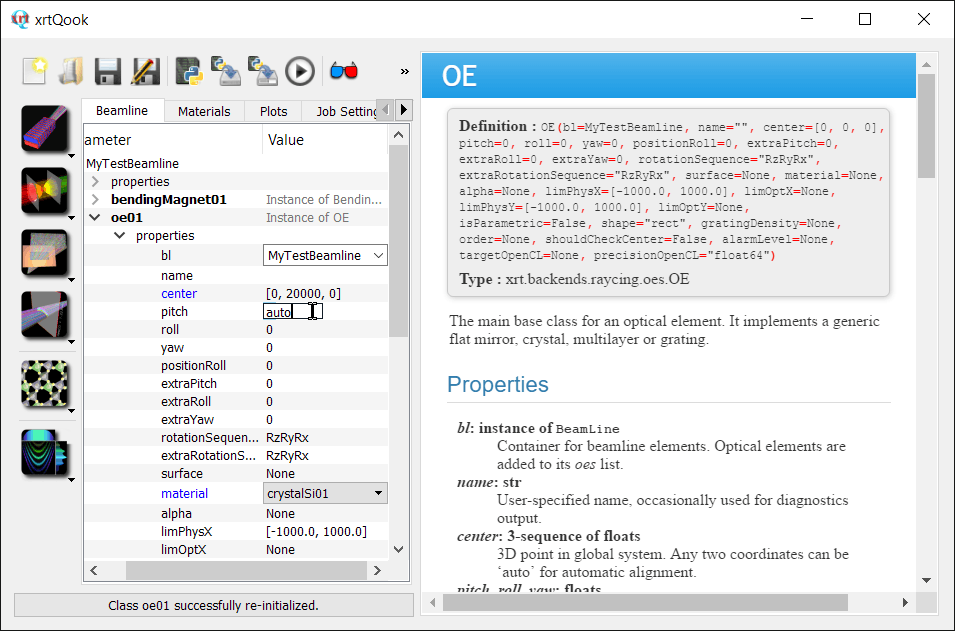 xrtQook
»
Beamline
Materials
Plots
Job Setting
ameter
Value
MyTestBeamline
properties
bendingMagnet01
Instance of Bendin...
oe01
Instance of OE
properties
bl
MyTestBeamline
name
center
[0, 20000, 0]
pitch
auto
roll
0
yaw
0
positionRoll
0
extraPitch
0
extraRoll
0
extraYaw
0
rotationSequen...
RzRyRx
extraRotationS...
RzRyRx
surface
None
material
crystalSi01
alpha
None
limPhysX
[-1000.0, 1000.0]
limOptX
None
Class oe01 successfully re-initialized.
OE
Definition : OE(bl=MyTestBeamline, name="", center=[0, 0, 0],
pitch=0, roll=0, yaw=0, positionRoll=0, extraPitch=0,
extraRoll=0, extraYaw=0, rotationSequence="RzRyRx",
extraRotationSequence="RzRyRx", surface=None, material=None,
alpha=None, limPhysX=[-1000.0, 1000.0], limOptX=None,
limPhysY=[-1000.0, 1000.0], limOptY=None,
isParametric=False, shape="rect", gratingDensity=None,
order=None, shouldCheckCenter=False, alarmLevel=None,
targetOpenCL=None, precisionOpenCL="float64")
Type : xrt.backends.raycing.oes.OE
The main base class for an optical element. It implements a generic
flat mirror, crystal, multilayer or grating.
Properties
bl: instance of BeamLine
Container for beamline elements. Optical elements are
added to its oes list.
name: str
User-specified name, occasionally used for diagnostics
output.
center: 3-sequence of floats
3D point in global system. Any two coordinates can be
‘auto’ for automatic alignment.
pitch, roll, yaw: floats